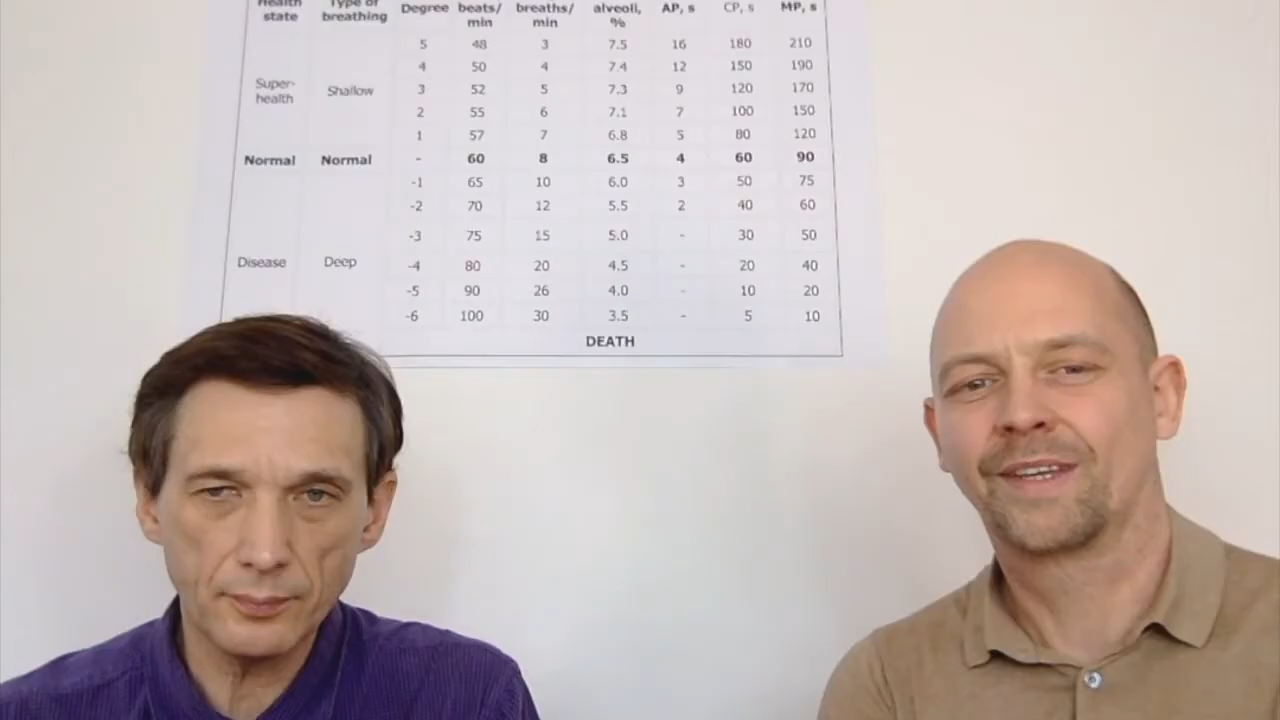 Health state Type of breathing Degree beats/ min breaths/ min alveoli, % AP, s CP, s MP, s
5 48 3 7.5 16 180 210
4 50 4 7.4 12 150 190
Super- health Shallow 3 52 5 7.3 9 120 170
2 55 6 7.1 7 100 150
1 57 7 6.8 5 80 120
Normal Normal - 60 8 6.5 4 60 90
-1 65 10 6.0 3 50 75
-2 70 12 5.5 2 40 60
-3 75 15 5.0 - 30 50
Disease Deep -4 80 20 4.5 - 20 40
-5 90 26 4.0 - 10 20
-6 100 30 3.5 - 5 10
DEATH